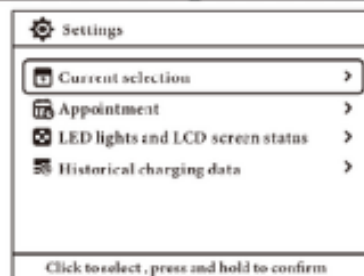 Settings
Current selection >
Appointment >
LED lights and LCD screen status >
Historical charging data >
Click to select , press and hold to confirm